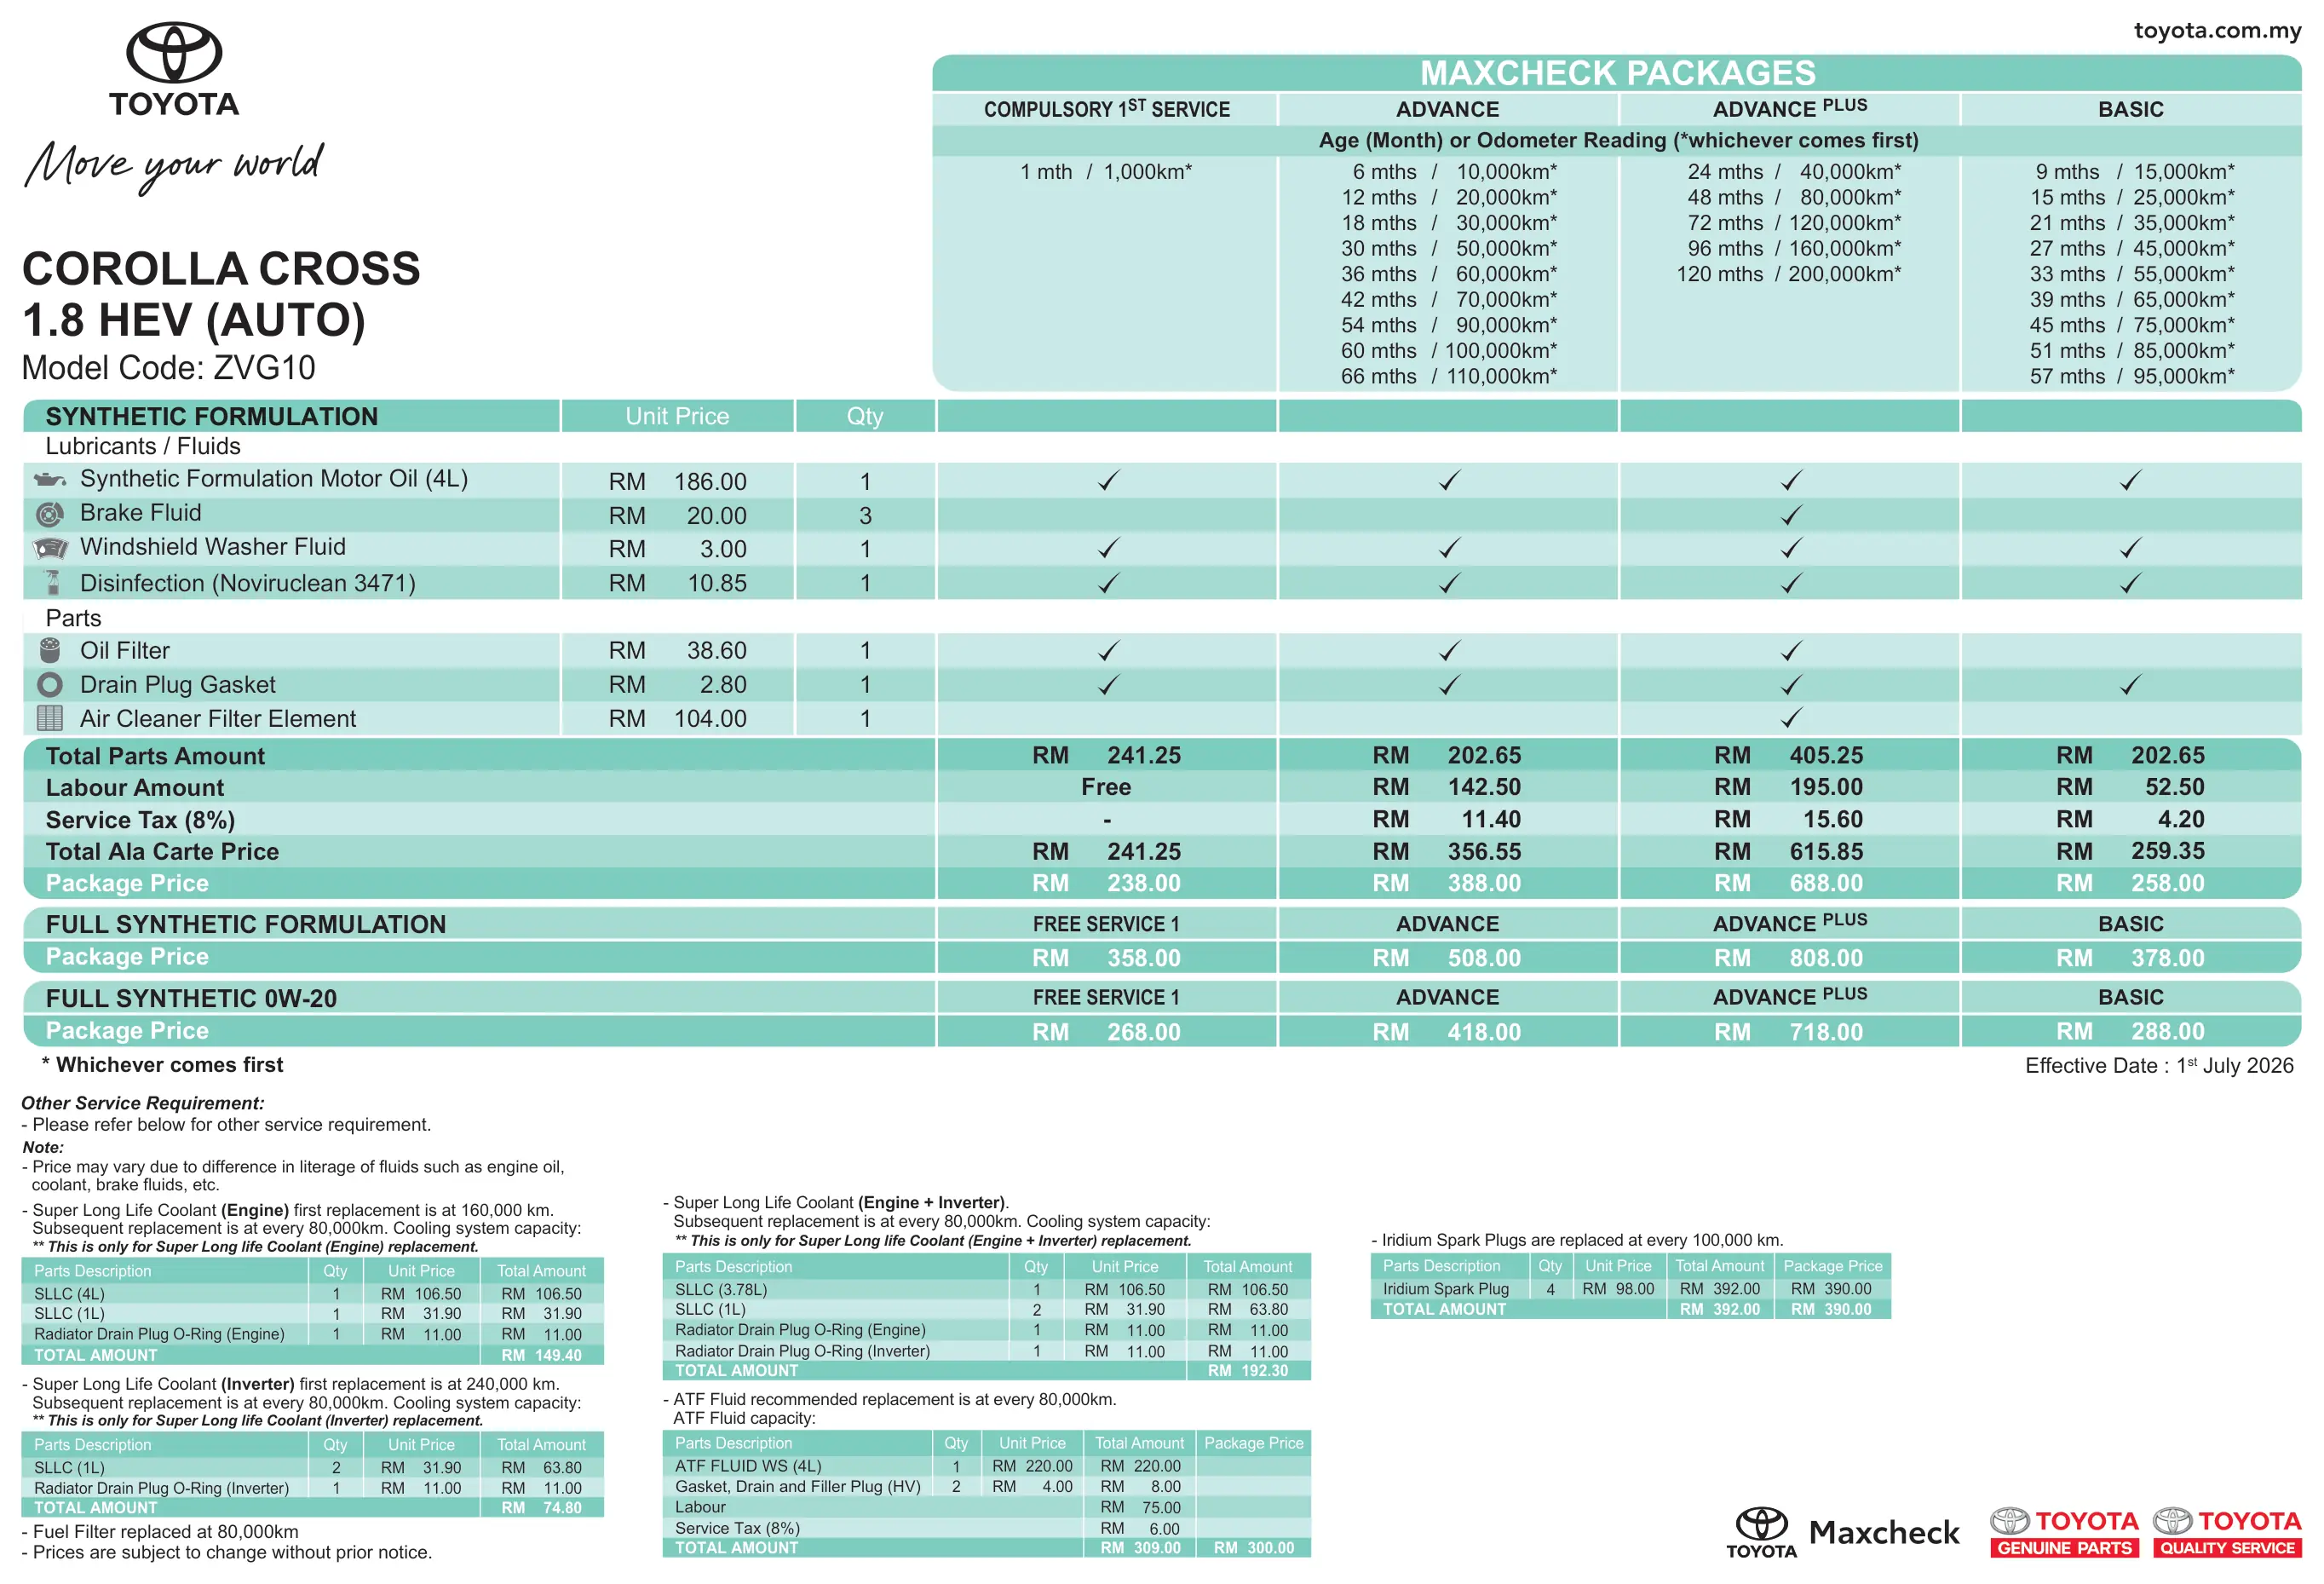 toyota.com.my
TOYOTA
Move your world
COROLLA CROSS
1.8 HEV (AUTO)
Model Code: ZVG10
MAXCHECK PACKAGES
COMPULSORY 1ST SERVICE ADVANCE ADVANCE PLUS BASIC
Age (Month) or Odometer Reading (*whichever comes first)
1 mth / 1,000km* 6 mths / 10,000km* 24 mths / 40,000km* 9 mths / 15,000km*
12 mths / 20,000km* 48 mths / 80,000km* 15 mths / 25,000km*
18 mths / 30,000km* 72 mths / 120,000km* 21 mths / 35,000km*
30 mths / 50,000km* 96 mths / 160,000km* 27 mths / 45,000km*
36 mths / 60,000km* 120 mths / 200,000km* 33 mths / 55,000km*
42 mths / 70,000km* 39 mths / 65,000km*
54 mths / 90,000km* 45 mths / 75,000km*
60 mths / 100,000km* 51 mths / 85,000km*
66 mths / 110,000km* 57 mths / 95,000km*
SYNTHETIC FORMULATION Unit Price Qty
Lubricants / Fluids
Synthetic Formulation Motor Oil (4L) RM 186.00 1 ✓ ✓ ✓ ✓
Brake Fluid RM 20.00 3 ✓
Windshield Washer Fluid RM 3.00 1 ✓ ✓ ✓ ✓
Disinfection (Noviruclean 3471) RM 10.85 1 ✓ ✓ ✓ ✓
Parts
Oil Filter RM 38.60 1 ✓ ✓ ✓
Drain Plug Gasket RM 2.80 1 ✓ ✓ ✓ ✓
Air Cleaner Filter Element RM 104.00 1 ✓
Total Parts Amount RM 241.25 RM 202.65 RM 405.25 RM 202.65
Labour Amount Free RM 142.50 RM 195.00 RM 52.50
Service Tax (8%) - RM 11.40 RM 15.60 RM 4.20
Total Ala Carte Price RM 241.25 RM 356.55 RM 615.85 RM 259.35
Package Price RM 238.00 RM 388.00 RM 688.00 RM 258.00
FULL SYNTHETIC FORMULATION FREE SERVICE 1 ADVANCE ADVANCE PLUS BASIC
Package Price RM 358.00 RM 508.00 RM 808.00 RM 378.00
FULL SYNTHETIC 0W-20 FREE SERVICE 1 ADVANCE ADVANCE PLUS BASIC
Package Price RM 268.00 RM 418.00 RM 718.00 RM 288.00
* Whichever comes first
Effective Date : 1st July 2026
Other Service Requirement:
- Please refer below for other service requirement.
Note:
- Price may vary due to difference in literage of fluids such as engine oil,
coolant, brake fluids, etc.
- Super Long Life Coolant (Engine) first replacement is at 160,000 km.
Subsequent replacement is at every 80,000km. Cooling system capacity:
** This is only for Super Long life Coolant (Engine) replacement.
Parts Description Qty Unit Price Total Amount
SLLC (4L) 1 RM 106.50 RM 106.50
SLLC (1L) 1 RM 31.90 RM 31.90
Radiator Drain Plug O-Ring (Engine) 1 RM 11.00 RM 11.00
TOTAL AMOUNT RM 149.40
- Super Long Life Coolant (Inverter) first replacement is at 240,000 km.
Subsequent replacement is at every 80,000km. Cooling system capacity:
** This is only for Super Long life Coolant (Inverter) replacement.
Parts Description Qty Unit Price Total Amount
SLLC (1L) 2 RM 31.90 RM 63.80
Radiator Drain Plug O-Ring (Inverter) 1 RM 11.00 RM 11.00
TOTAL AMOUNT RM 74.80
- Fuel Filter replaced at 80,000km
- Prices are subject to change without prior notice.
- Super Long Life Coolant (Engine + Inverter).
Subsequent replacement is at every 80,000km. Cooling system capacity:
** This is only for Super Long life Coolant (Engine + Inverter) replacement.
Parts Description Qty Unit Price Total Amount
SLLC (3.78L) 1 RM 106.50 RM 106.50
SLLC (1L) 2 RM 31.90 RM 63.80
Radiator Drain Plug O-Ring (Engine) 1 RM 11.00 RM 11.00
Radiator Drain Plug O-Ring (Inverter) 1 RM 11.00 RM 11.00
TOTAL AMOUNT RM 192.30
- ATF Fluid recommended replacement is at every 80,000km.
ATF Fluid capacity:
Parts Description Qty Unit Price Total Amount Package Price
ATF FLUID WS (4L) 1 RM 220.00 RM 220.00
Gasket, Drain and Filler Plug (HV) 2 RM 4.00 RM 8.00
Labour RM 75.00
Service Tax (8%) RM 6.00
TOTAL AMOUNT RM 309.00 RM 300.00
- Iridium Spark Plugs are replaced at every 100,000 km.
Parts Description Qty Unit Price Total Amount Package Price
Iridium Spark Plug 4 RM 98.00 RM 392.00 RM 390.00
TOTAL AMOUNT RM 392.00 RM 390.00
TOYOTA
Maxcheck
TOYOTA
GENUINE PARTS
TOYOTA
QUALITY SERVICE